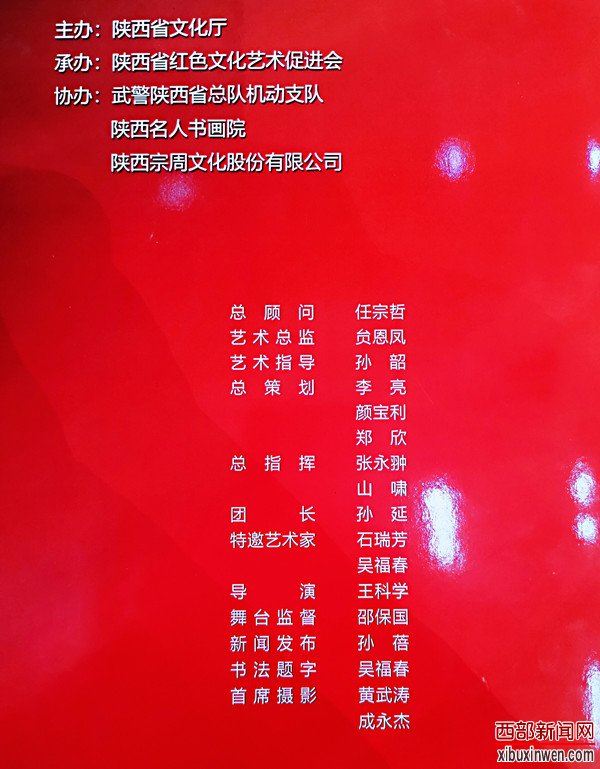 主办：陕西省文化厅
承办：陕西省红色文化艺术促进会
协办：武警陕西省总队机动支队
陕西名人书画院
陕西宗周文化股份有限公司
总顾问 任宗哲
艺术总监 贠恩凤
艺术指导 孙韶
总策划 李亮
颜宝利
郑欣
总指挥 张永翀
山啸
团长 孙延
特邀艺术家 石瑞芳
吴福春
导演 王科学
舞台监督 邵保国
新闻发布 孙蓓
书法题字 吴福春
首席摄影 黄武涛
成永杰
西部新闻网
xibuxinwen.com